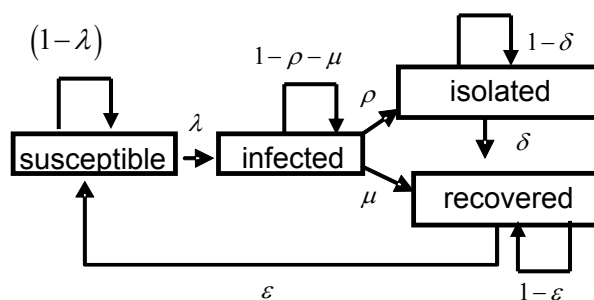 (1-λ)
1-ρ-μ
1-δ
λ
ρ
isolated
susceptible
infected
δ
μ
recovered
ε
1-ε